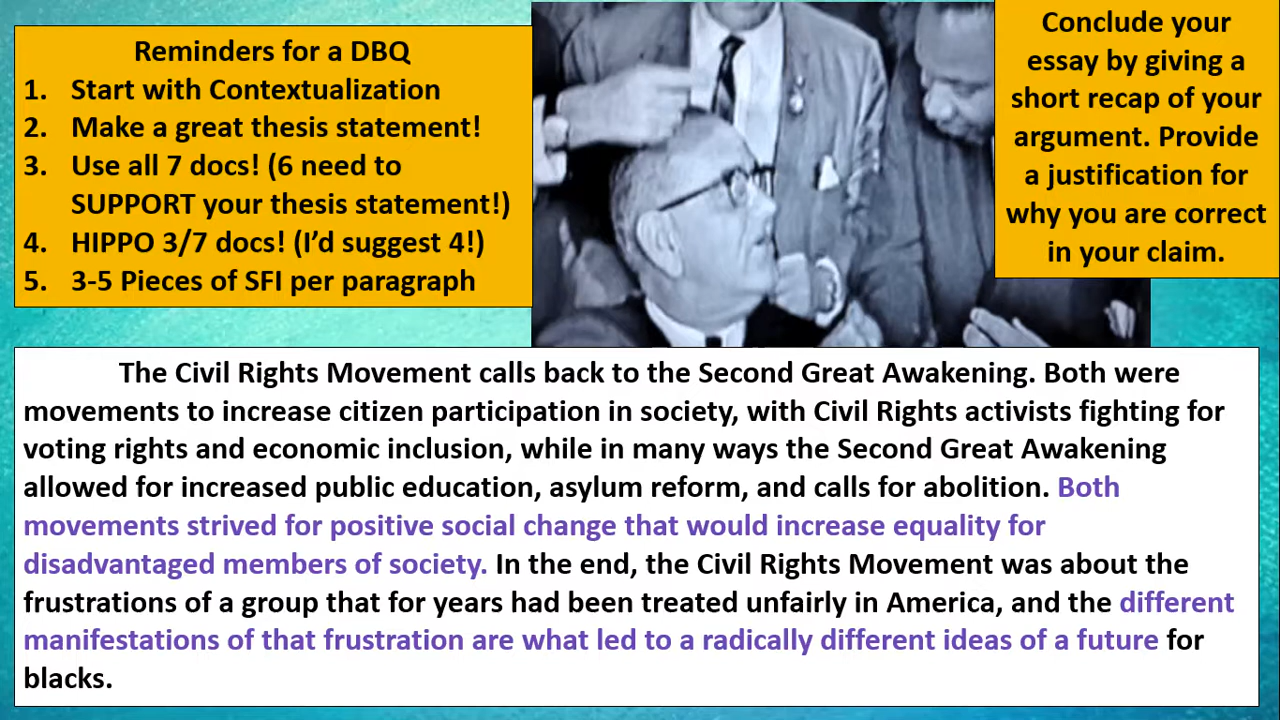 Reminders for a DBQ
1. Start with Contextualization
2. Make a great thesis statement!
3. Use all 7 docs! (6 need to
SUPPORT your thesis statement!)
4. HIPPO 3/7 docs! (I'd suggest 4!)
5. 3-5 Pieces of SFI per paragraph
Conclude your
essay by giving a
short recap of your
argument. Provide
a justification for
why you are correct
in your claim.
The Civil Rights Movement calls back to the Second Great Awakening. Both were
movements to increase citizen participation in society, with Civil Rights activists fighting for
voting rights and economic inclusion, while in many ways the Second Great Awakening
allowed for increased public education, asylum reform, and calls for abolition. Both
movements strived for positive social change that would increase equality for
disadvantaged members of society. In the end, the Civil Rights Movement was about the
frustrations of a group that for years had been treated unfairly in America, and the different
manifestations of that frustration are what led to a radically different ideas of a future for
blacks.